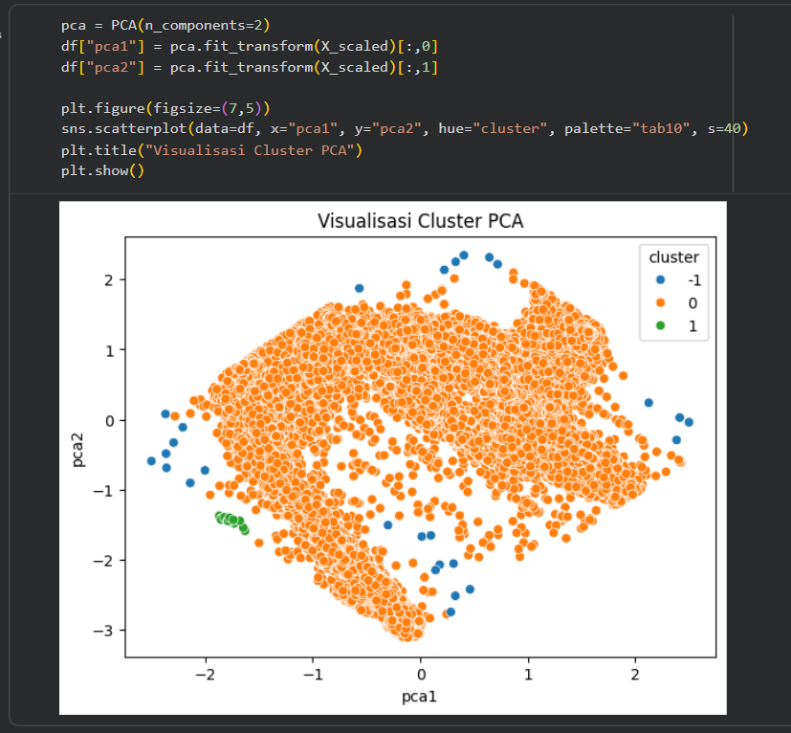 pca = PCA(n_components=2)
df["pca1"] = pca.fit_transform(X_scaled)[:,0]
df["pca2"] = pca.fit_transform(X_scaled)[:,1]
plt.figure(figsize=(7,5))
sns.scatterplot(data=df, x="pca1", y="pca2", hue="cluster", palette="tab10", s=40)
plt.title("Visualisasi Cluster PCA")
plt.show()
Visualisasi Cluster PCA
cluster
-1
0
1
2
1
0
−1
−2
−3
pca2
−2
−1
0
1
2
pca1